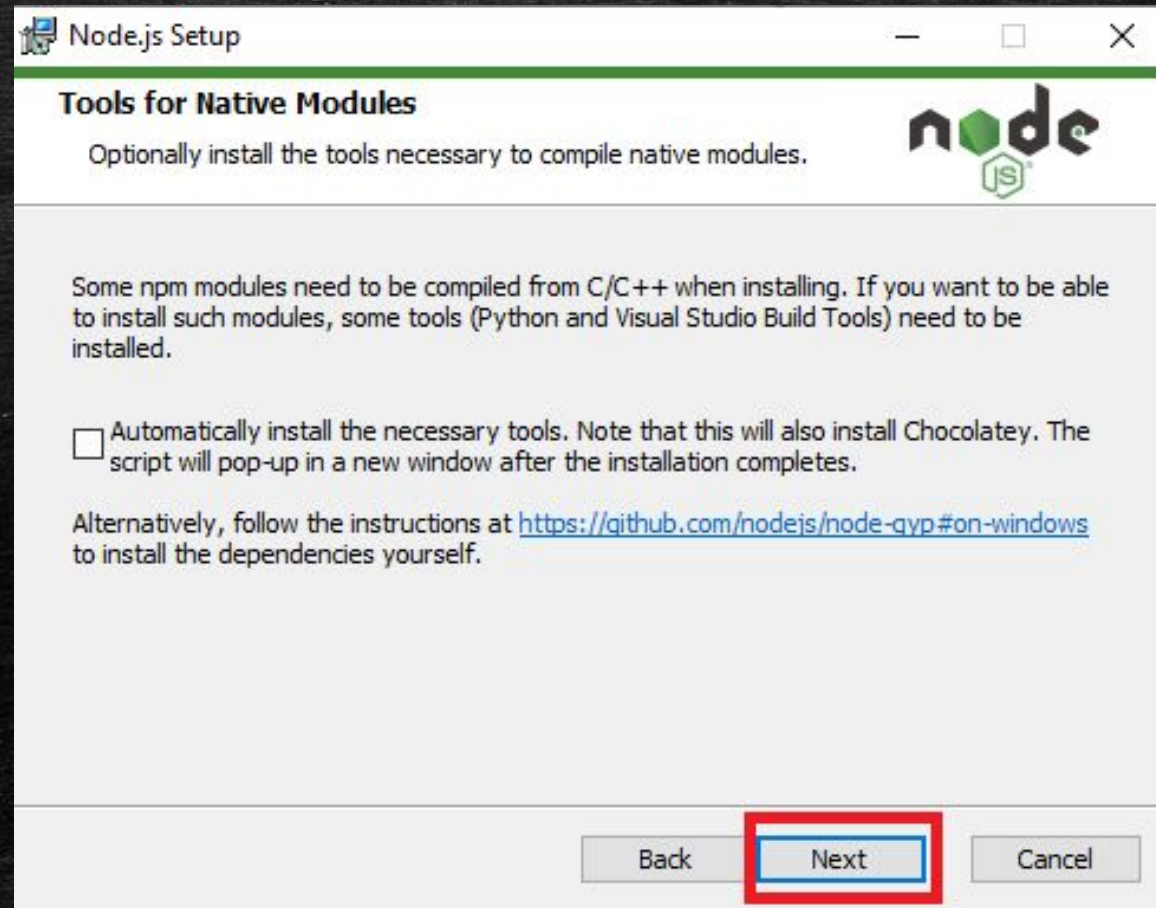 Node.js Setup
Tools for Native Modules
Optionally install the tools necessary to compile native modules.
node
JS
Some npm modules need to be compiled from C/C++ when installing. If you want to be able
to install such modules, some tools (Python and Visual Studio Build Tools) need to be
installed.
Automatically install the necessary tools. Note that this will also install Chocolatey. The
script will pop-up in a new window after the installation completes.
Alternatively, follow the instructions at https://github.com/nodejs/node-gyp#on-windows
to install the dependencies yourself.
Back Next Cancel